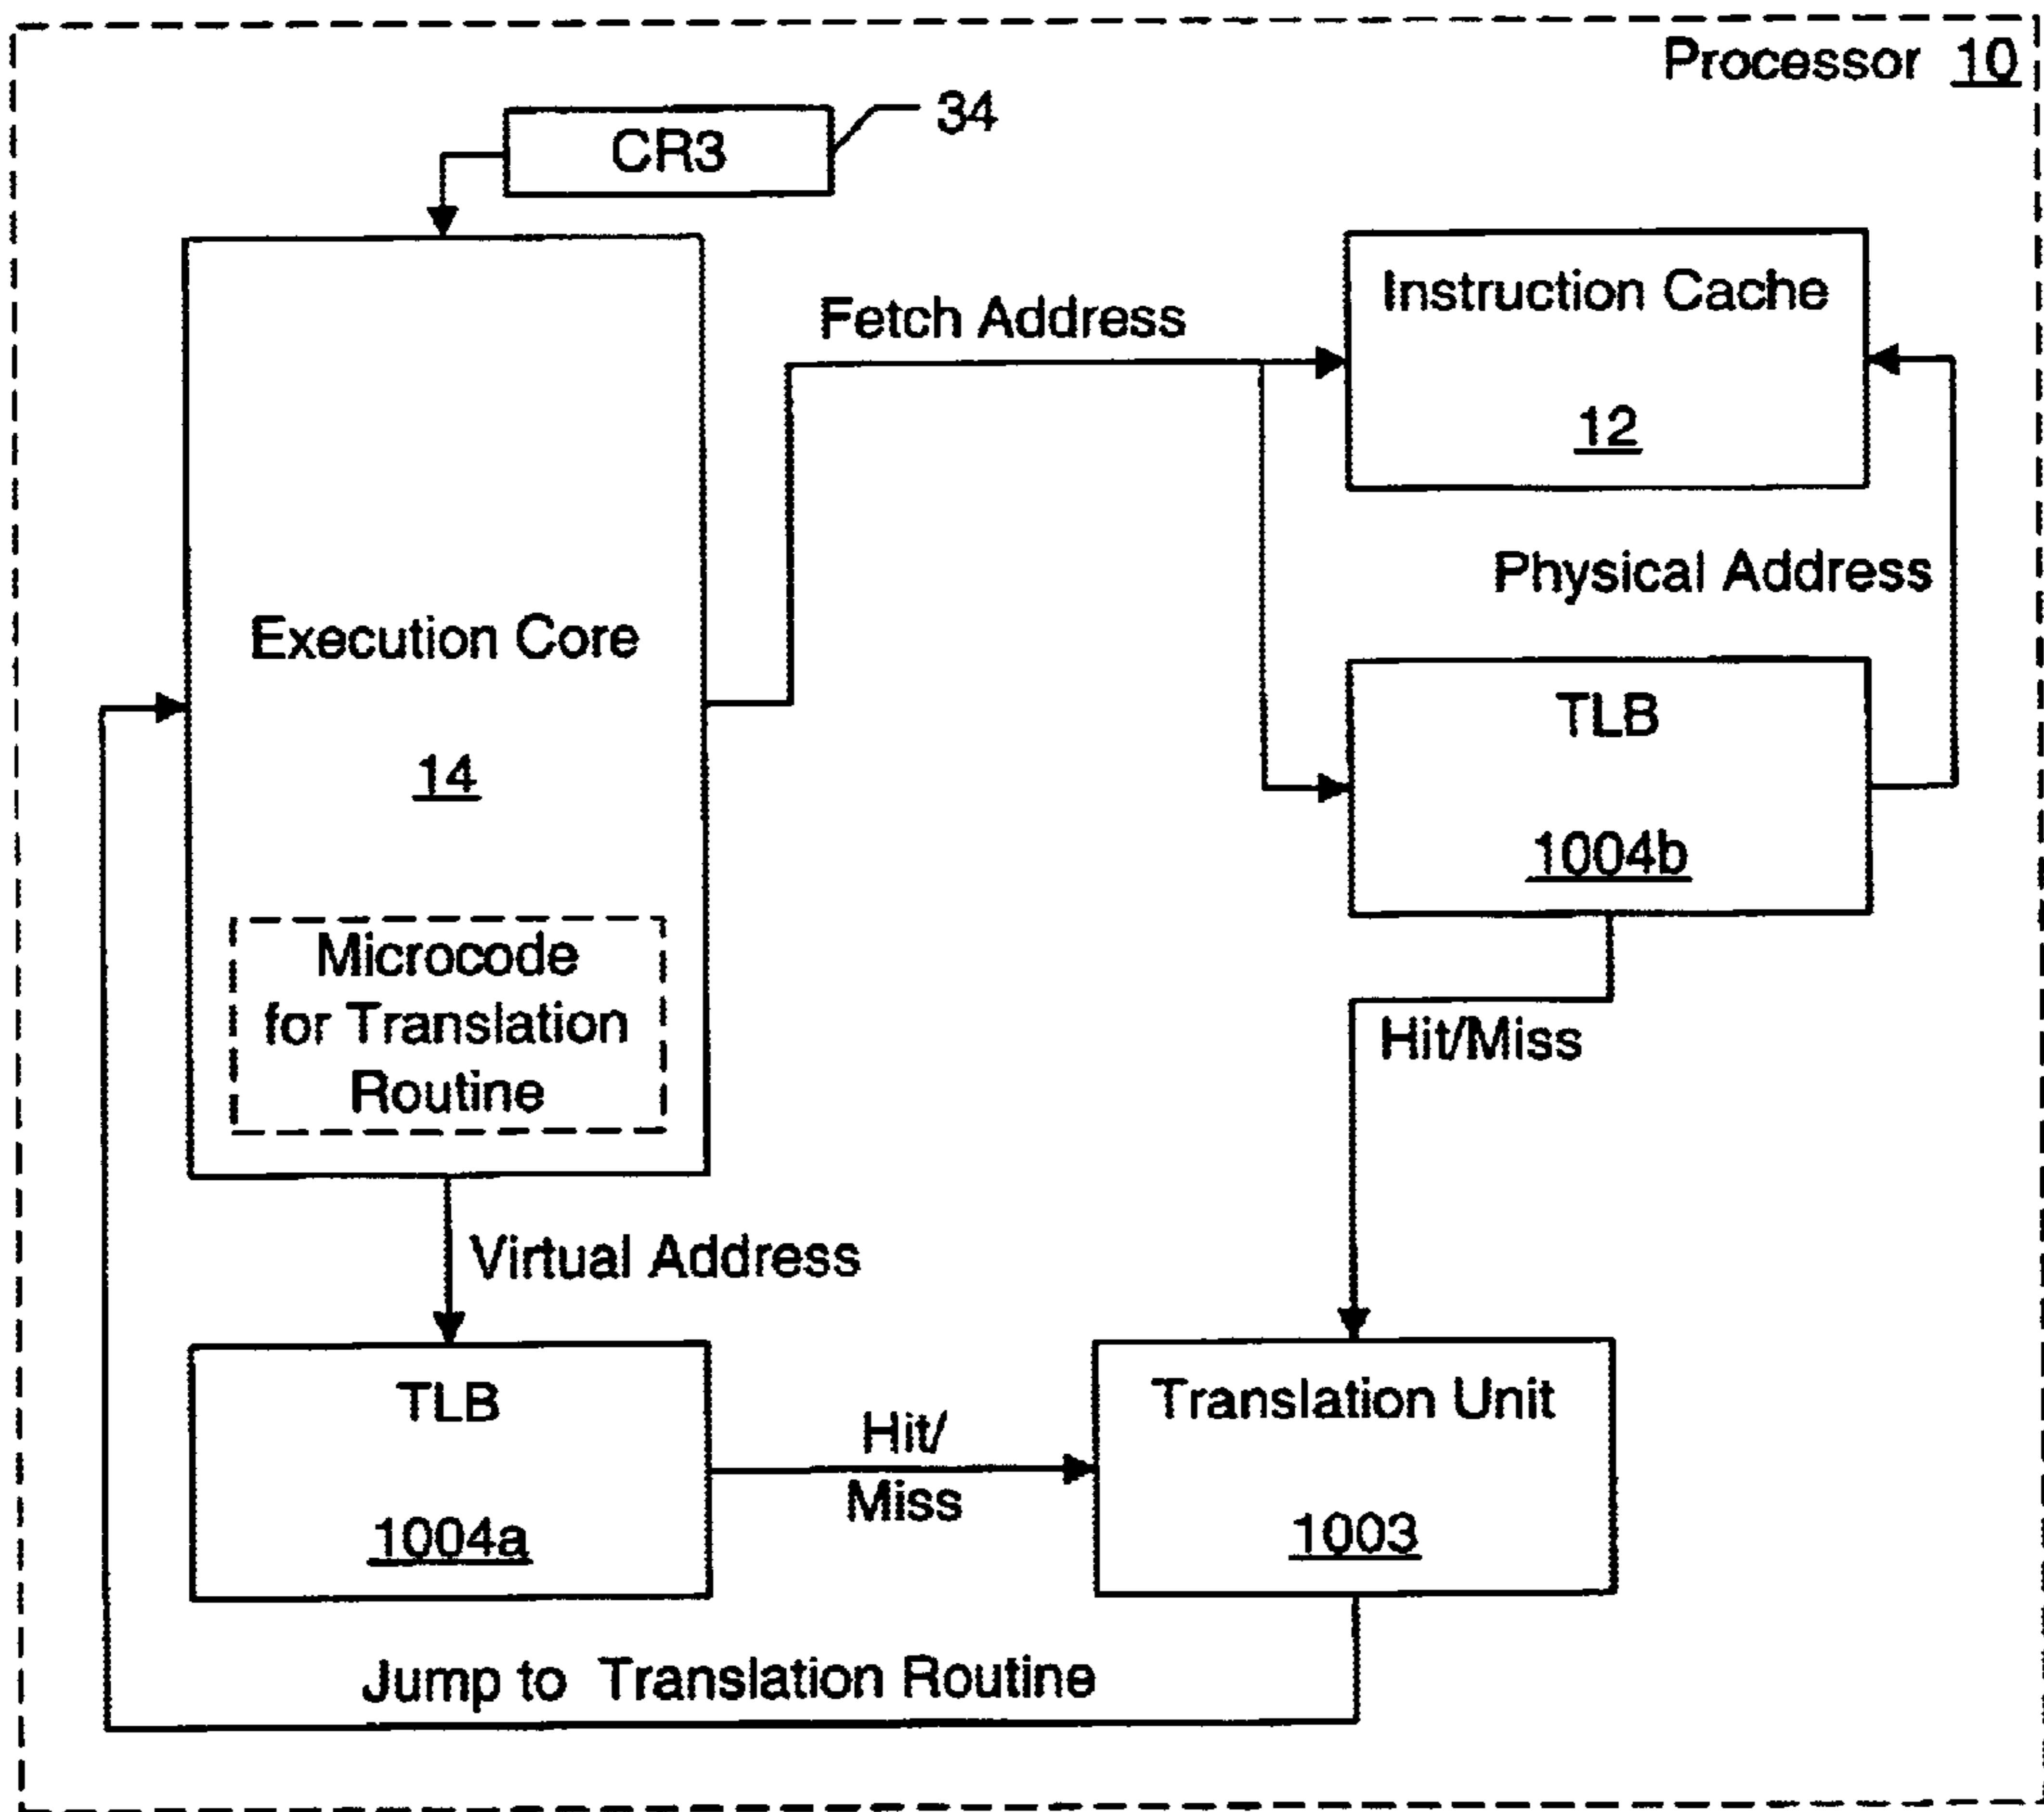 Processor 10
CR3
34
Instruction Cache
12
Fetch Address
Physical Address
Execution Core
14
TLB
1004b
Microcode
for Translation
Routine
Hit/Miss
Virtual Address
TLB
1004a
Hit/
Miss
Translation Unit
1003
Jump to Translation Routine